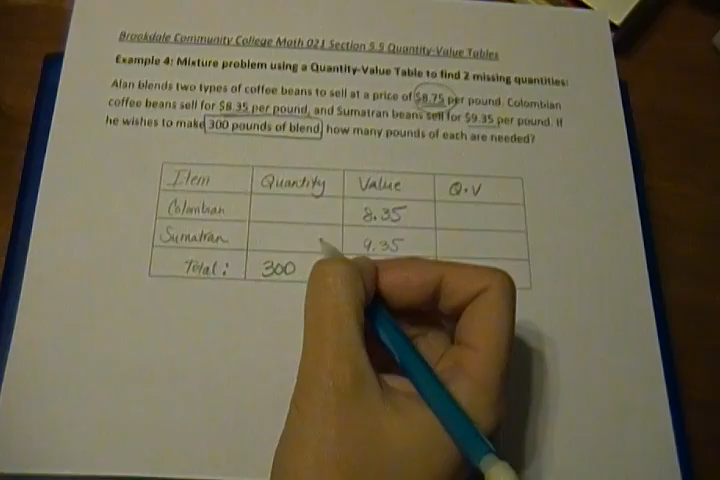 Brookdale Community College Math 021 Section 5.5 Quantity-Value Tables
Example 4: Mixture problem using a Quantity-Value Table to find 2 missing quantities:
Alan blends two types of coffee beans to sell at a price of $8.75 per pound. Colombian
coffee beans sell for $8.35 per pound, and Sumatran beans sell for $9.35 per pound. If
he wishes to make 300 pounds of blend, how many pounds of each are needed?
Item Quantity Value Q.V
Colombian 8.35
Sumatran 9.35
Total: 300